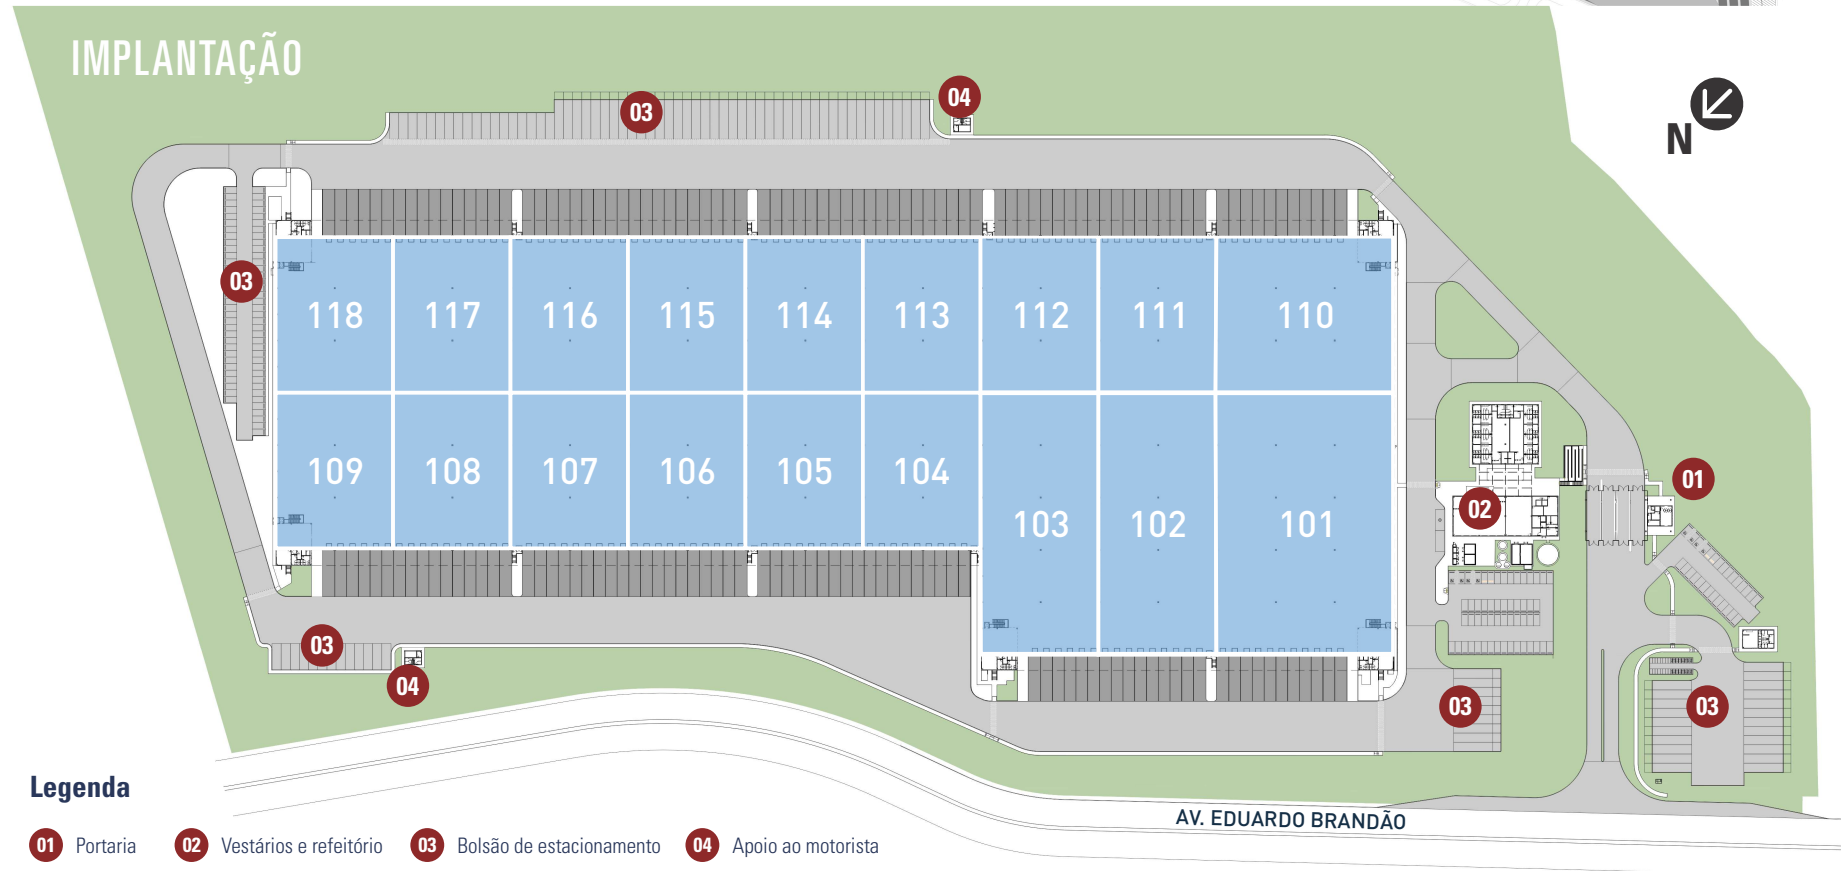 IMPLANTAÇÃO
03
04
N
03
118 117 116 115 114 113 112 111 110
109 108 107 106 105 104
103 102 101
01
02
03
04
03
03
AV. EDUARDO BRANDÃO
Legenda
01 Portaria 02 Vestários e refeitório 03 Bolsão de estacionamento 04 Apoio ao motorista